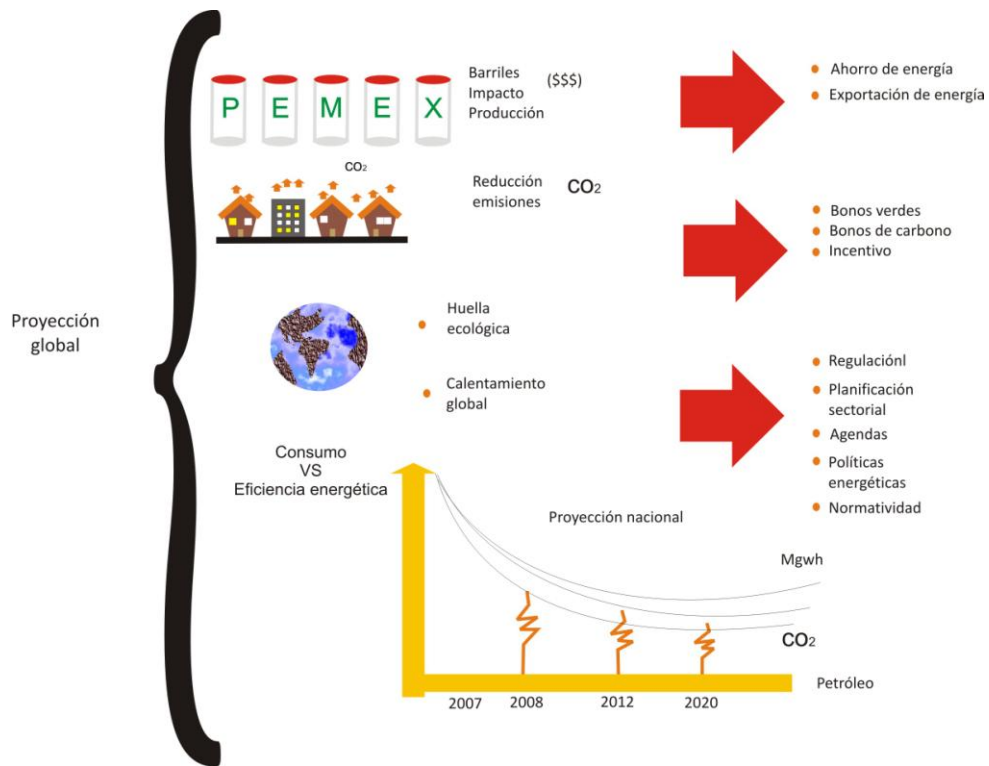 Proyección
global
P E M E X
Barriles ($$$)
Impacto
Producción
Ahorro de energía
Exportación de energía
CO2
Reducción
emisiones
CO2
Bonos verdes
Bonos de carbono
Incentivo
Huella
ecológica
Calentamiento
global
Regulaciónl
Planificación
sectorial
Agendas
Políticas
energéticas
Normatividad
Consumo
VS
Eficiencia energética
Proyección nacional
Mgwh
CO2
Petróleo
2007 2008 2012 2020